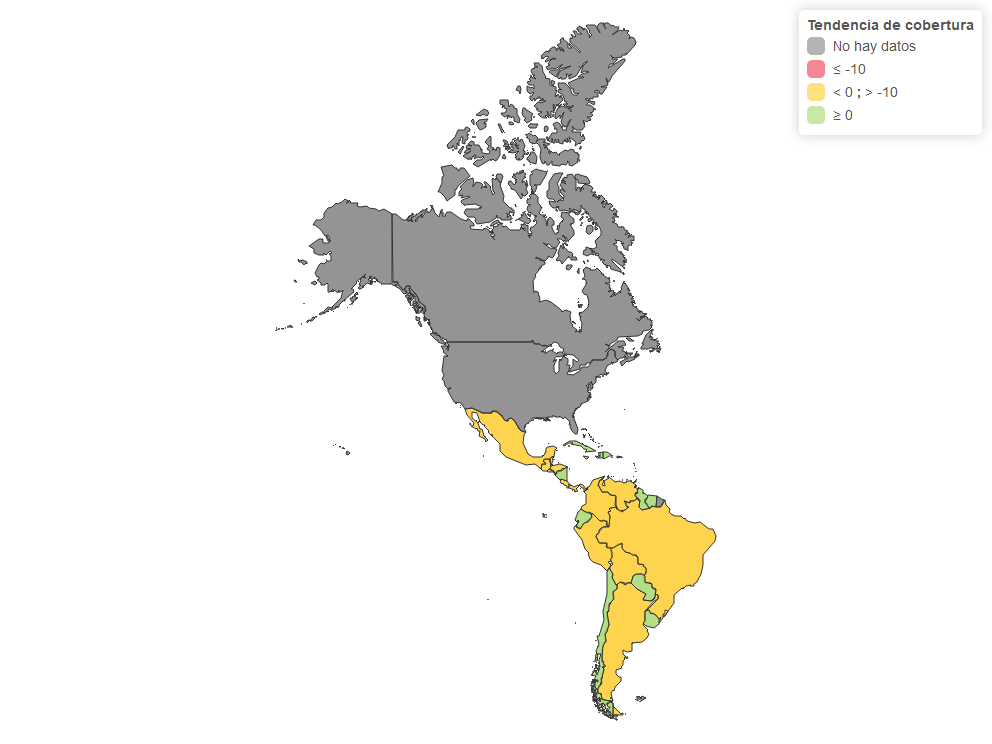 Tendencia de cobertura
No hay datos
≤ -10
< 0 ; > -10
≥ 0